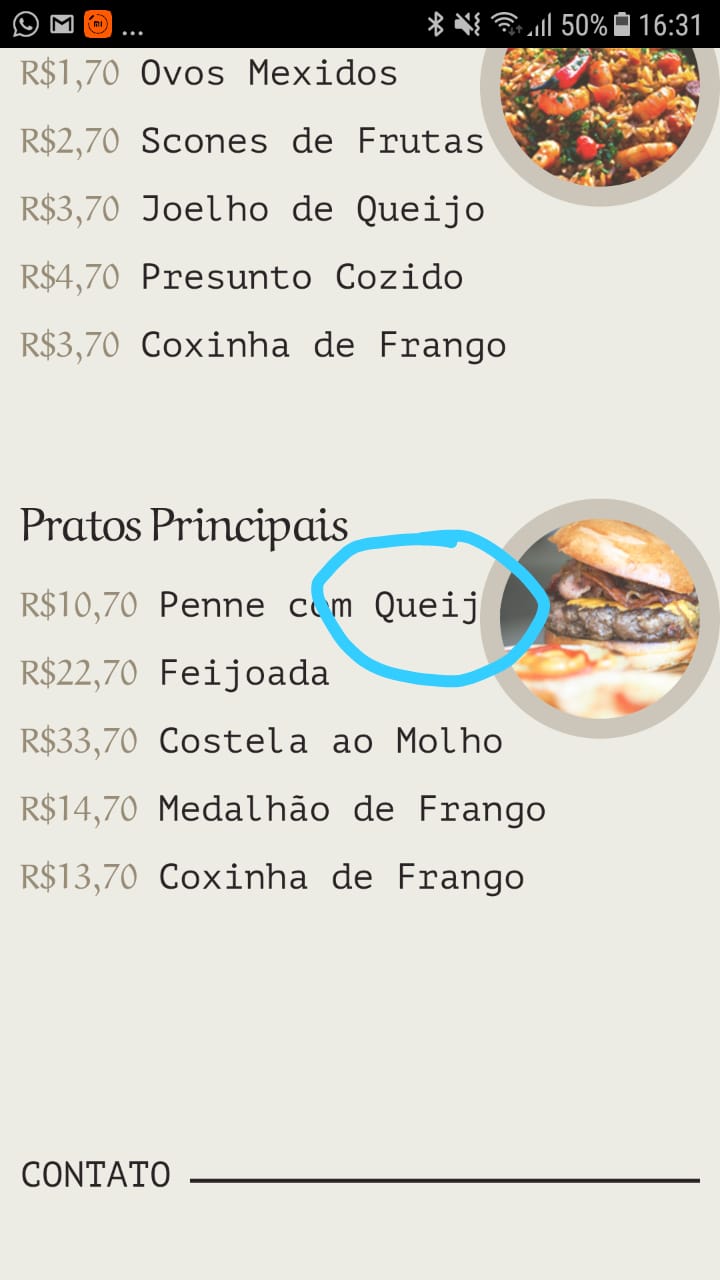 ... 50% 16:31
R$1,70 Ovos Mexidos
R$2,70 Scones de Frutas
R$3,70 Joelho de Queijo
R$4,70 Presunto Cozido
R$3,70 Coxinha de Frango
Pratos Principais
R$10,70 Penne com Queij
R$22,70 Feijoada
R$33,70 Costela ao Molho
R$14,70 Medalhão de Frango
R$13,70 Coxinha de Frango
CONTATO